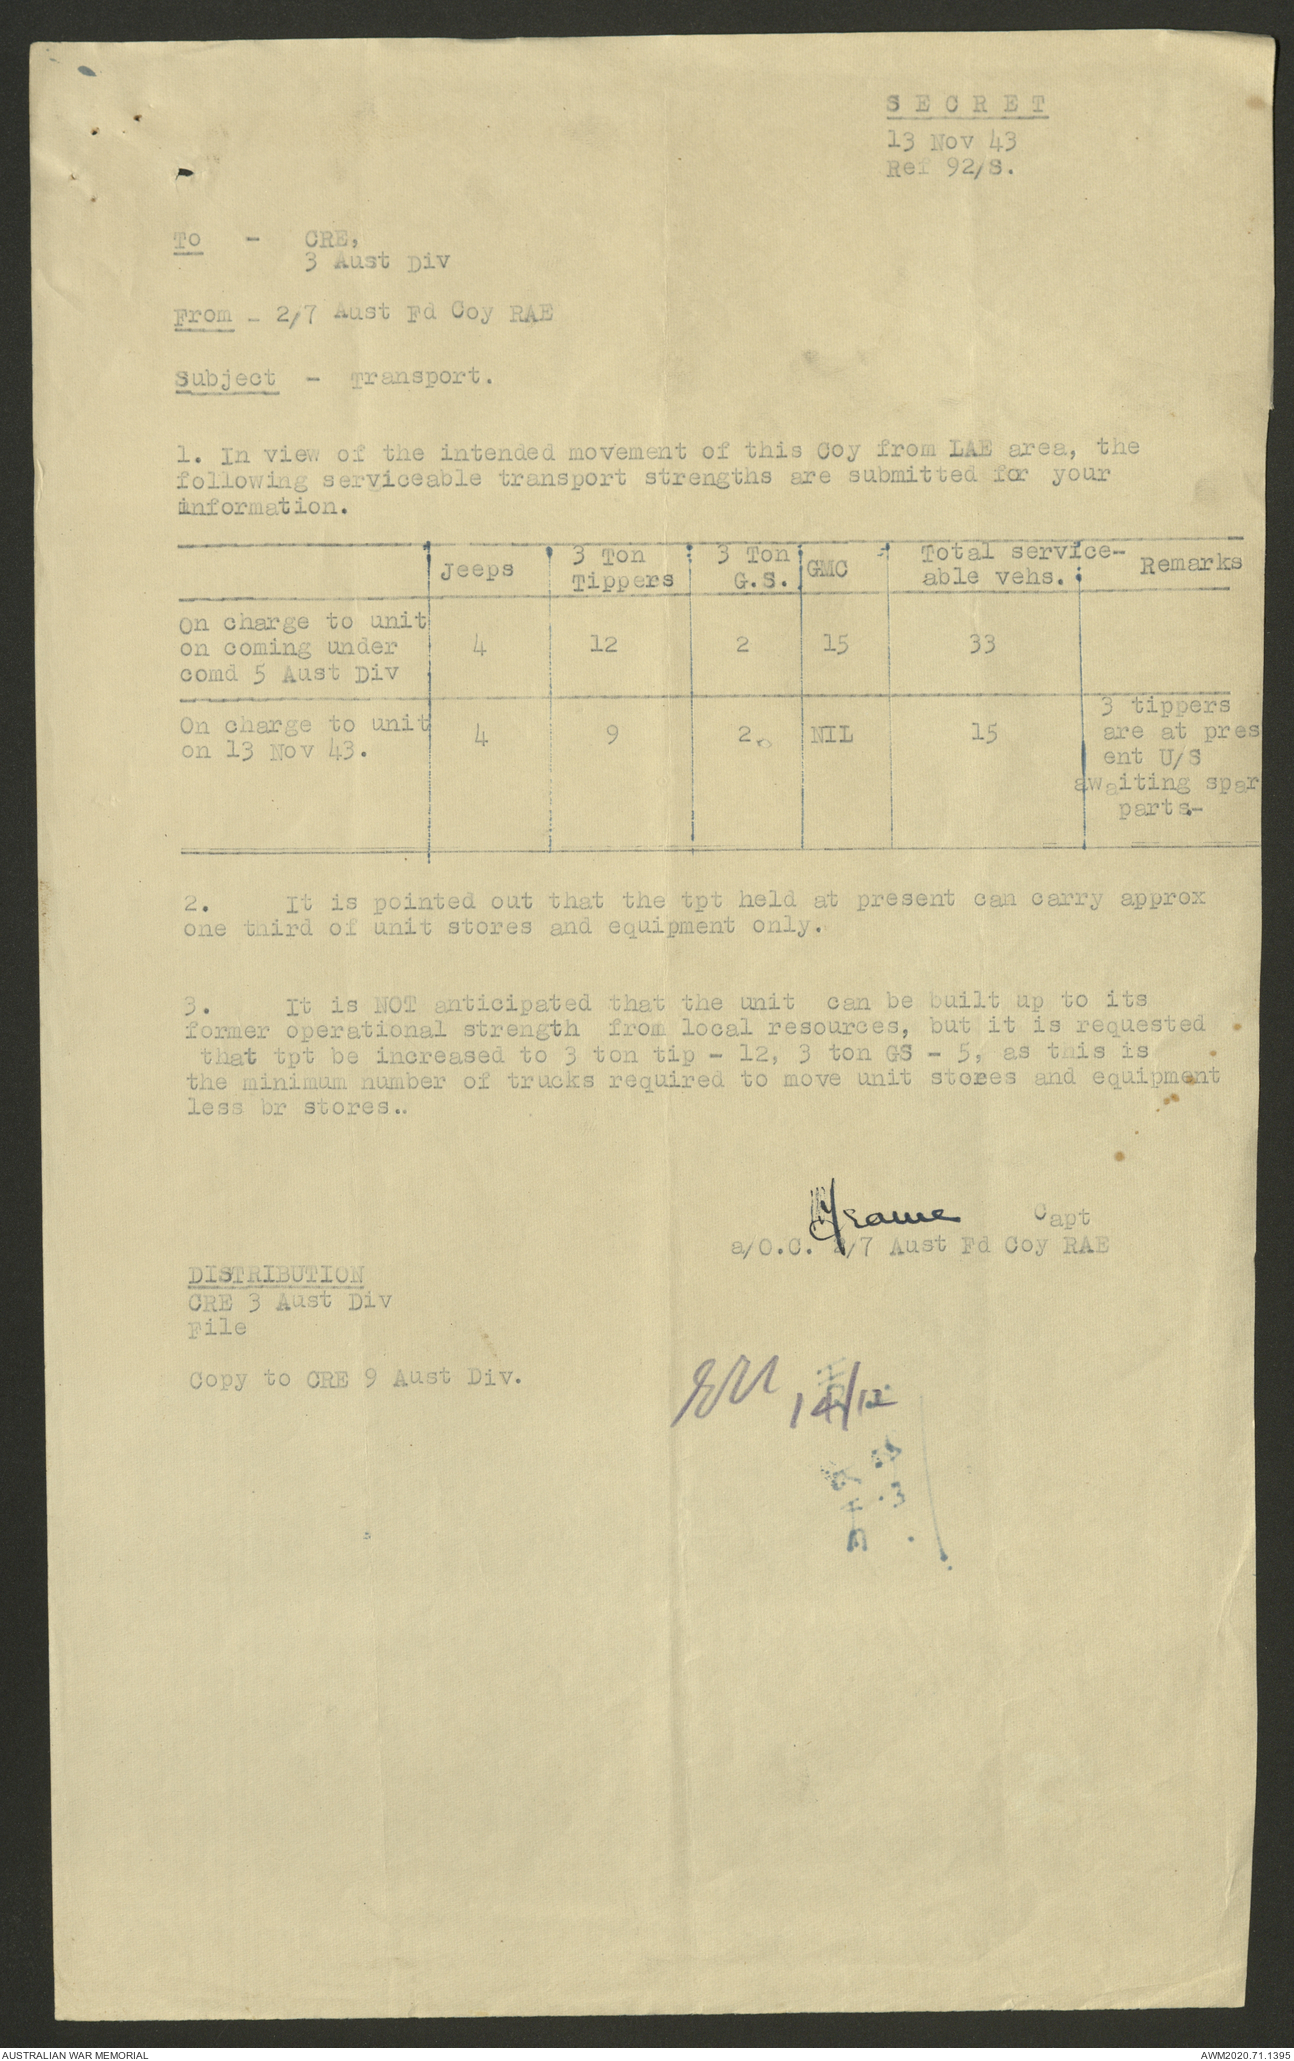 S E C R E T
13 Nov 43
Ref 92/S.
To - CRE,
3 Aust Div
From - 2/7 Aust Fd Coy RAE
Subject - Transport.
1. In view of the intended movement of this Coy from LAE area, the
following serviceable transport strengths are submitted for your
information.
Jeeps 3 Ton Tippers 3 Ton G.S. GMC Total service-able vehs. Remarks
On charge to unit
on coming under 4 12 2 15 33
comd 5 Aust Div
On charge to unit 4 9 2 NIL 15 3 tippers
on 13 Nov 43. are at pres
ent U/S
awaiting spar
parts-
2. It is pointed out that the tpt held at present can carry approx
one third of unit stores and equipment only.
3. It is NOT anticipated that the unit can be built up to its
former operational strength from local resources, but it is requested
that tpt be increased to 3 ton tip - 12, 3 ton GS - 5, as this is
the minimum number of trucks required to move unit stores and equipment
less br stores..
Capt
a/O.C. 2/7 Aust Fd Coy RAE
DISTRIBUTION
CRE 3 Aust Div
File
Copy to CRE 9 Aust Div.
14/12
AUSTRALIAN WAR MEMORIAL
AWM2020.71.1395